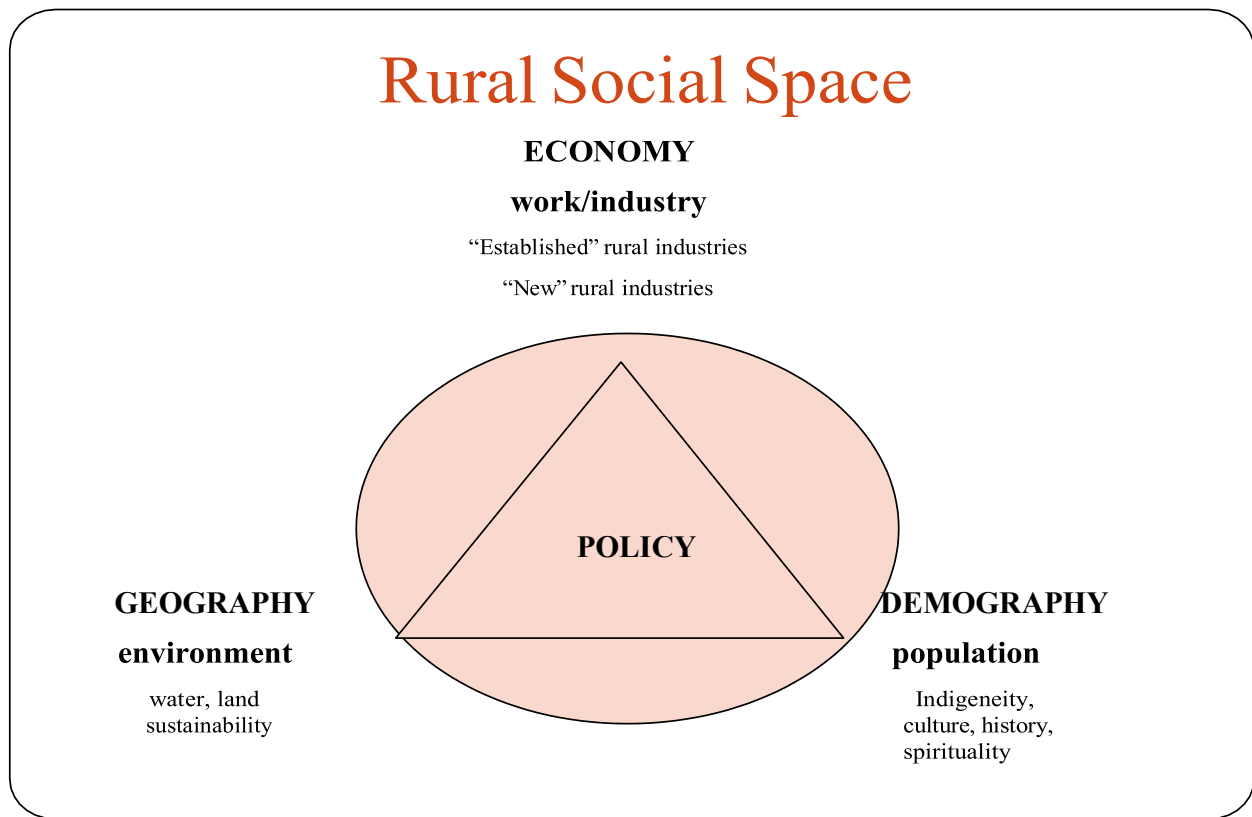 Rural Social Space
ECONOMY
work/industry
“Established” rural industries
“New” rural industries
POLICY
GEOGRAPHY
environment
water, land
sustainability
DEMOGRAPHY
population
Indigeneity,
culture, history,
spirituality